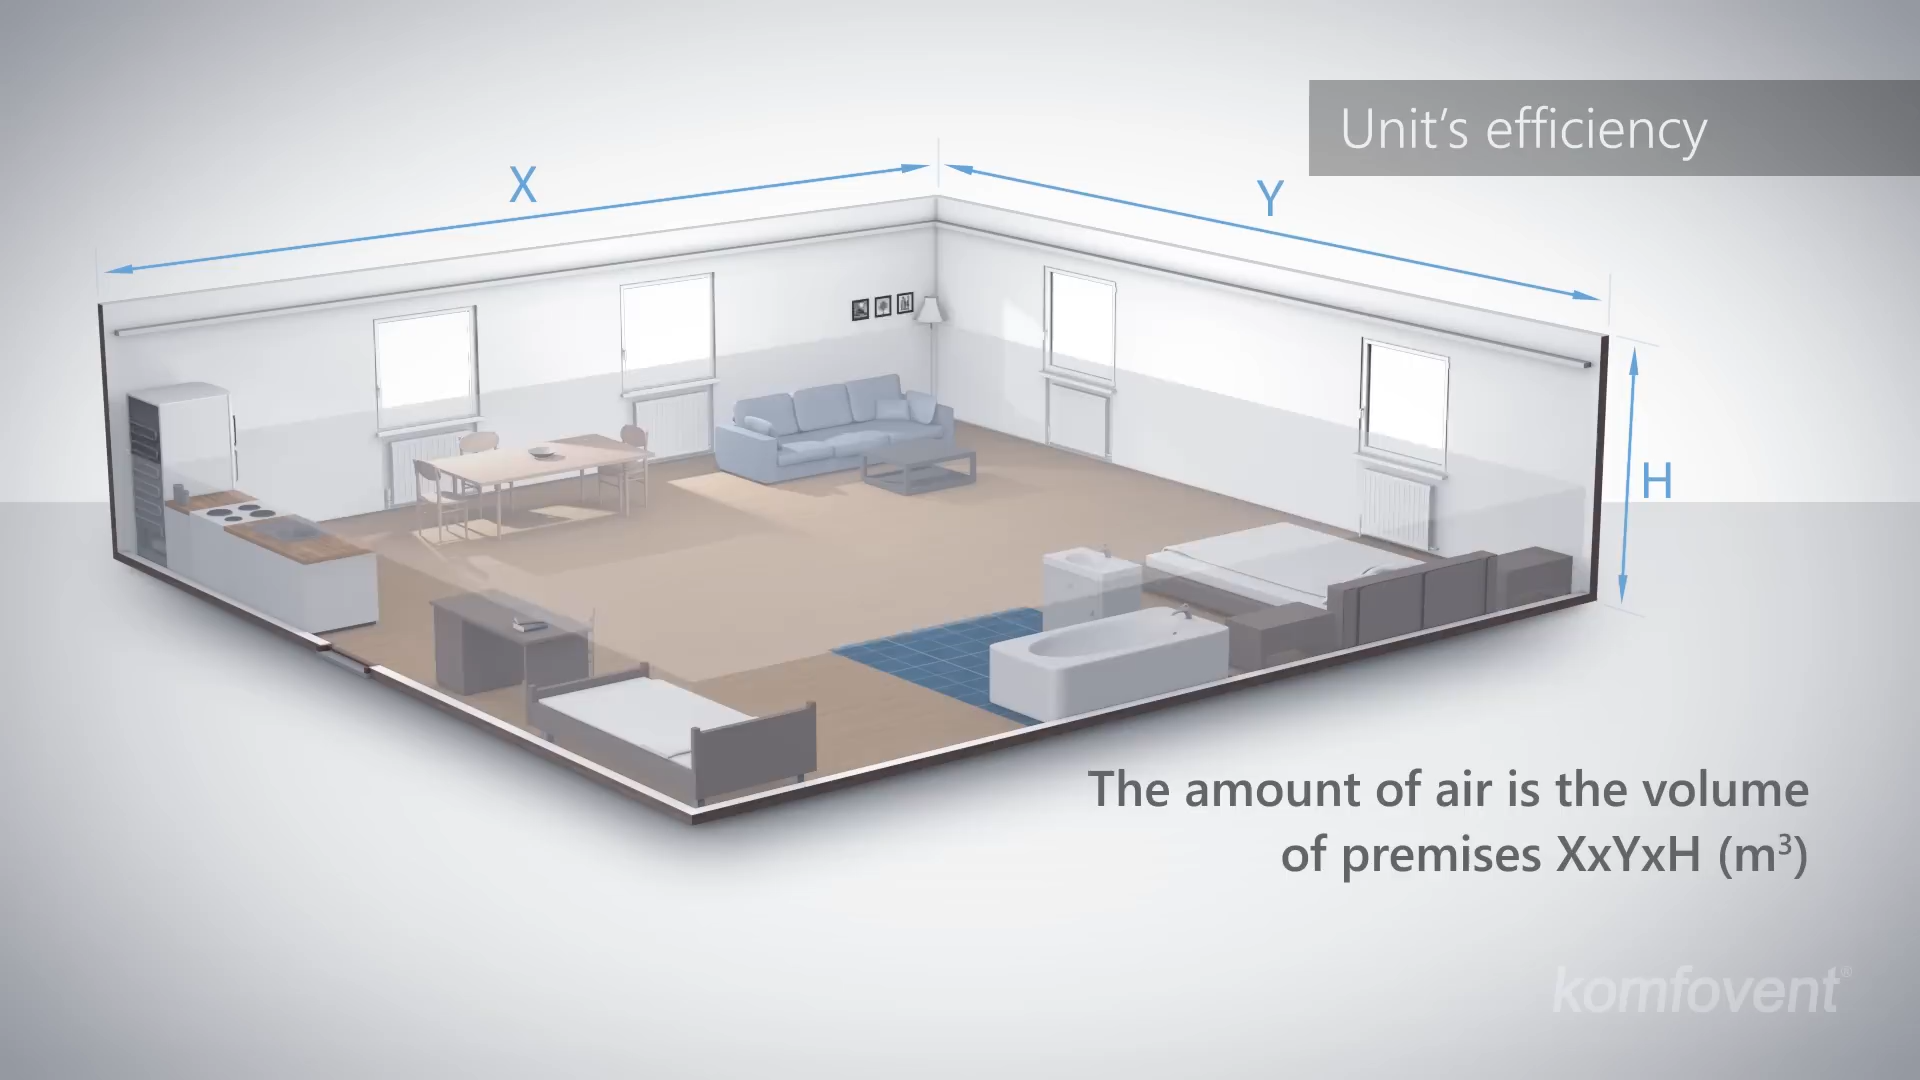 Unit's efficiency
X
Y
H
The amount of air is the volume
of premises XxYxH (m³)
komfovent®